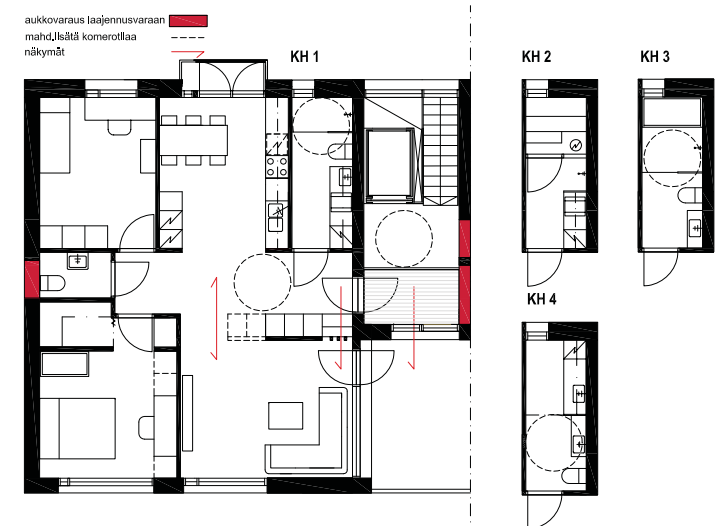 aukkovaraus laajennusvaraan
mahd.lisätä komerotilaa
näkymät
KH 1
KH 2
KH 3
KH 4